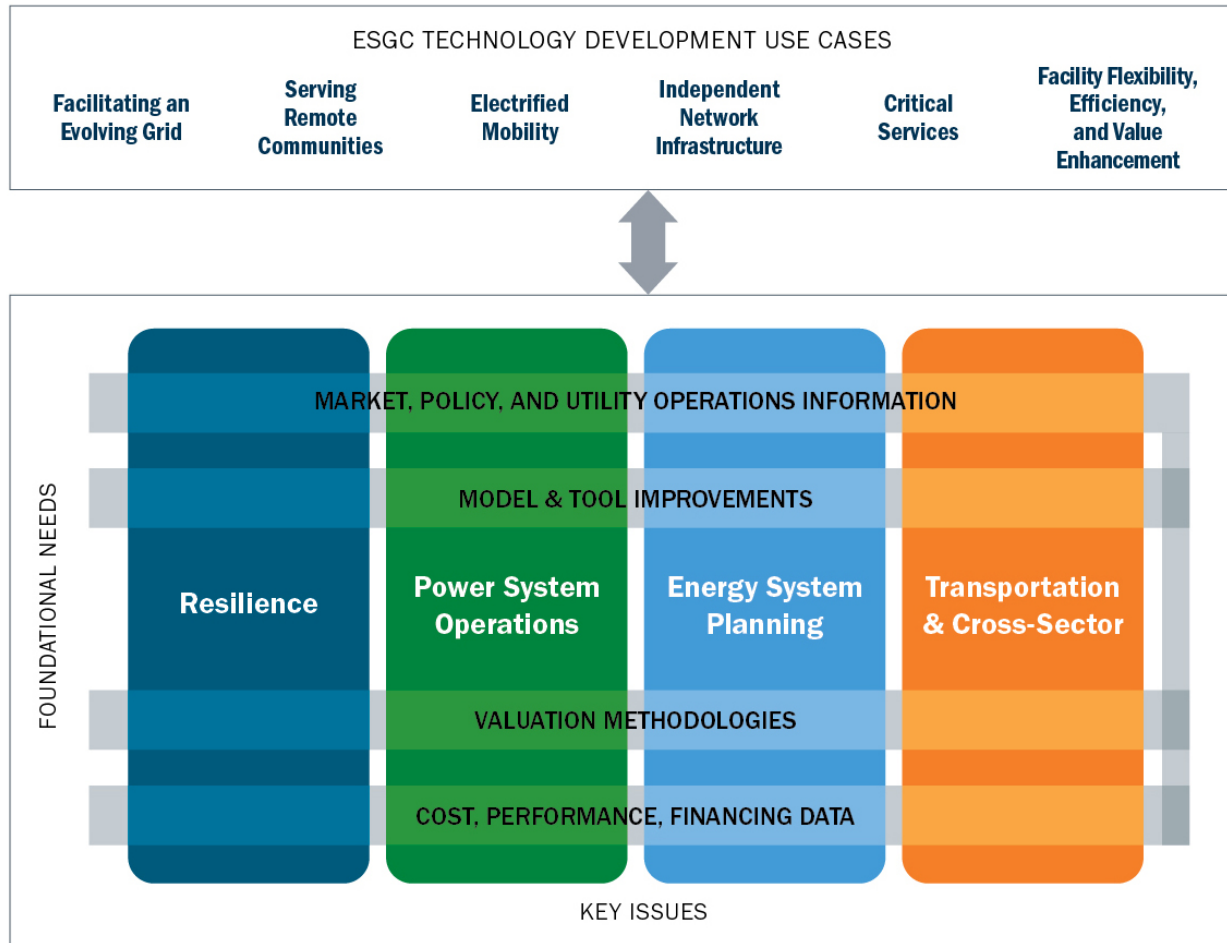 ESGC TECHNOLOGY DEVELOPMENT USE CASES
Facilitating an
Evolving Grid
Serving
Remote
Communities
Electrified
Mobility
Independent
Network
Infrastructure
Critical
Services
Facility Flexibility,
Efficiency,
and Value
Enhancement
FOUNDATIONAL NEEDS
MARKET, POLICY, AND UTILITY OPERATIONS INFORMATION
MODEL & TOOL IMPROVEMENTS
Resilience
Power System
Operations
Energy System
Planning
Transportation
& Cross-Sector
VALUATION METHODOLOGIES
COST, PERFORMANCE, FINANCING DATA
KEY ISSUES